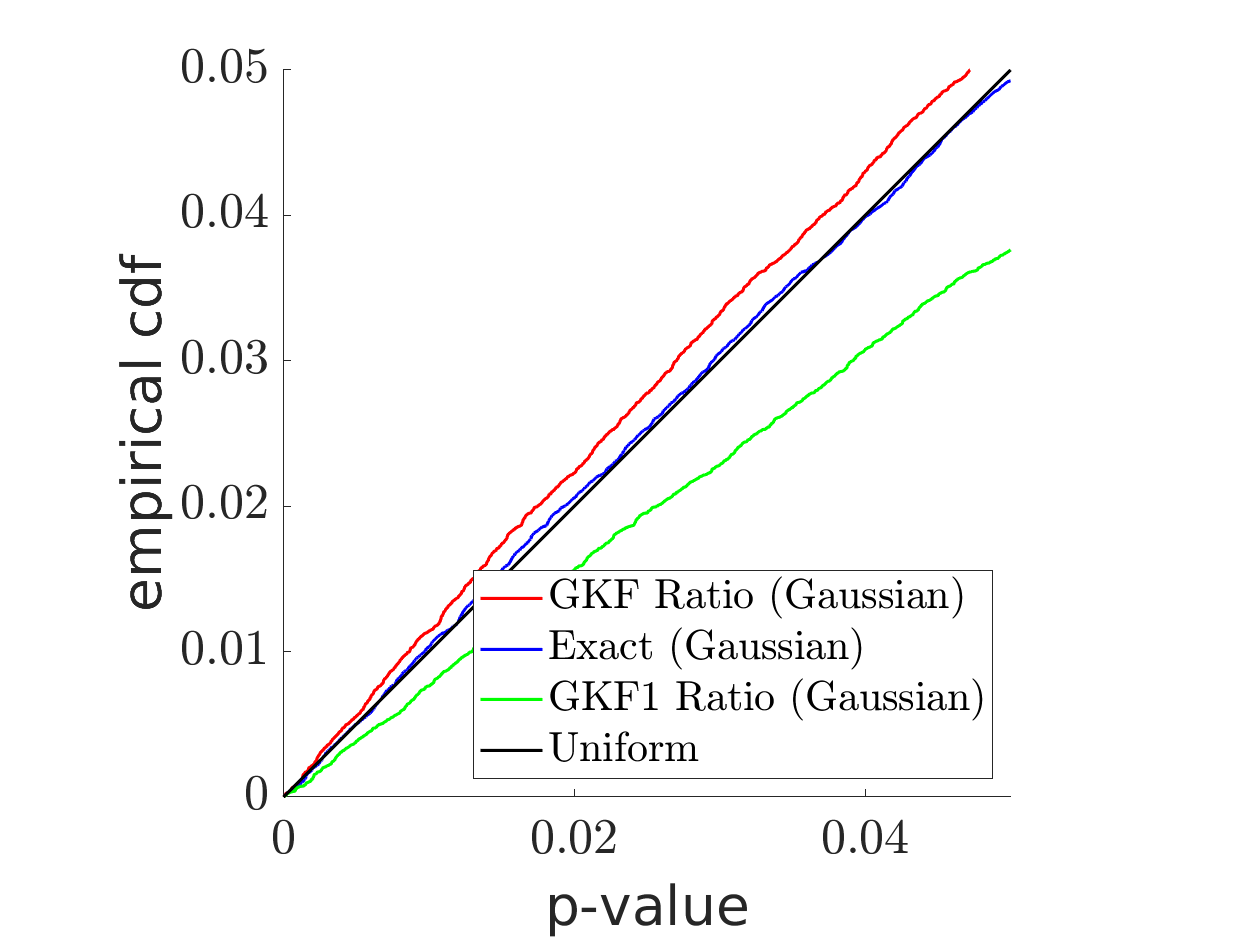 0.05
0.04
0.03
0.02
0.01
0
empirical cdf
GKF Ratio (Gaussian)
Exact (Gaussian)
GKF1 Ratio (Gaussian)
Uniform
0
0.02
0.04
p-value